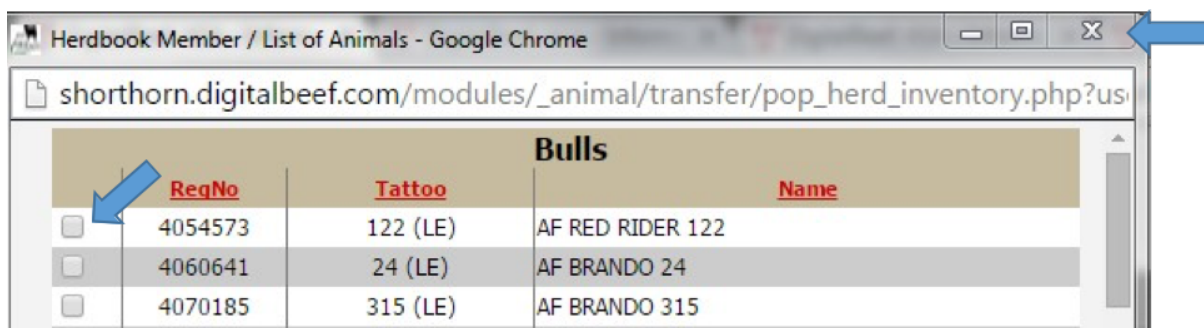 Herdbook Member / List of Animals - Google Chrome
shorthorn.digitalbeef.com/modules/_animal/transfer/pop_herd_inventory.php?us
Bulls
RegNo Tattoo Name
4054573 122 (LE) AF RED RIDER 122
4060641 24 (LE) AF BRANDO 24
4070185 315 (LE) AF BRANDO 315